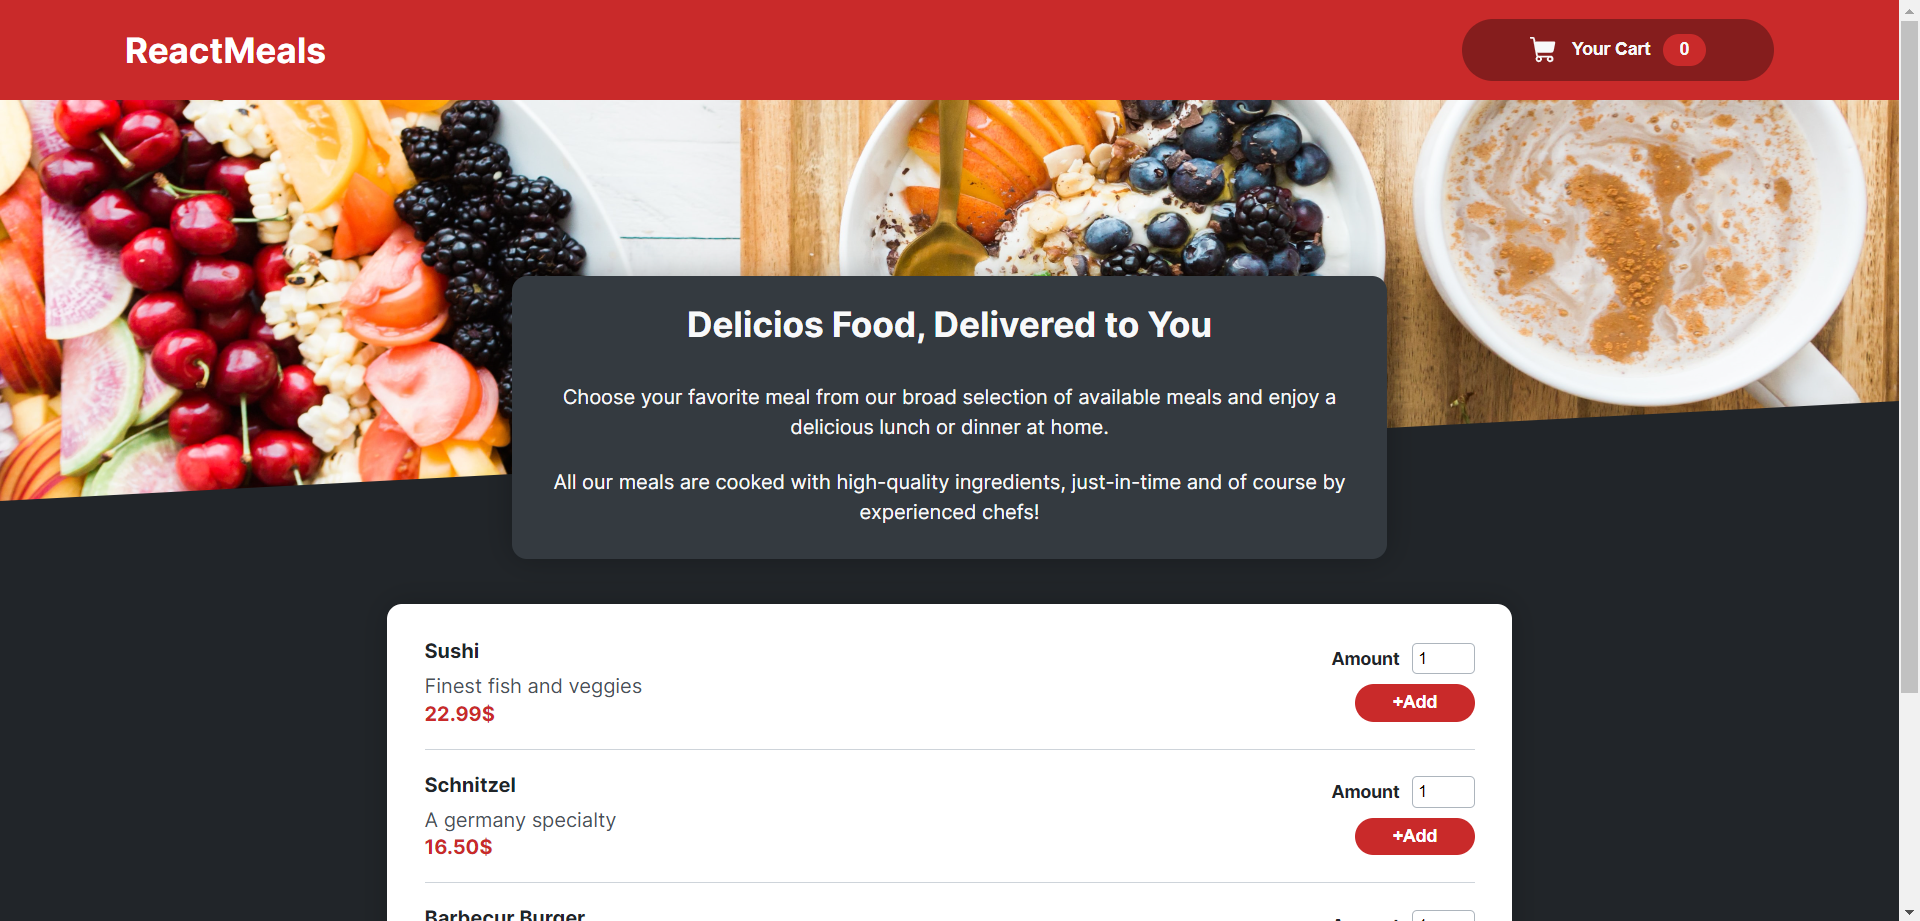 ReactMeals
Your Cart 0
Delicios Food, Delivered to You
Choose your favorite meal from our broad selection of available meals and enjoy a
delicious lunch or dinner at home.
All our meals are cooked with high-quality ingredients, just-in-time and of course by
experienced chefs!
Sushi
Amount 1
Finest fish and veggies
22.99$
+Add
Schnitzel
Amount 1
A germany specialty
16.50$
+Add
Barbecur Burger